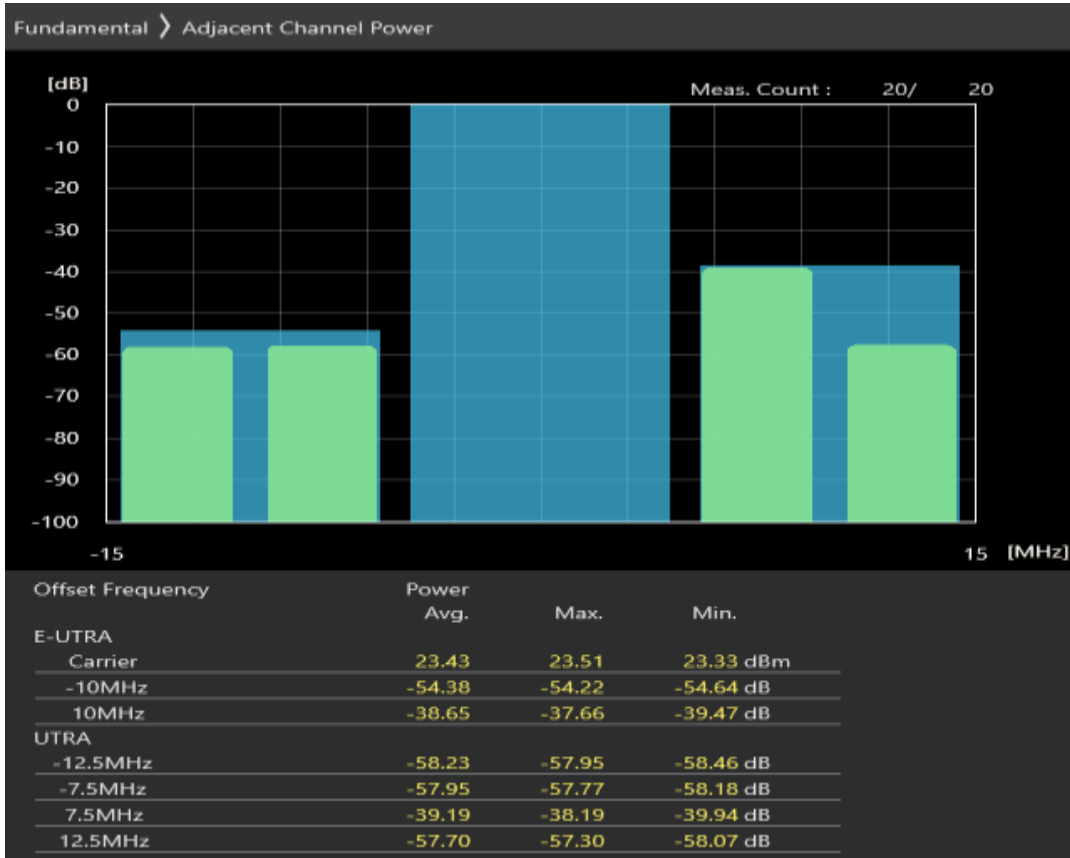 Fundamental 〉 Adjacent Channel Power
[dB]
Meas. Count : 20/ 20
0
-10
-20
-30
-40
-50
-60
-70
-80
-90
-100
-15 15 [MHz]
Offset Frequency Power
Avg. Max. Min.
E-UTRA
Carrier 23.43 23.51 23.33 dBm
-10MHz -54.38 -54.22 -54.64 dB
10MHz -38.65 -37.66 -39.47 dB
UTRA
-12.5MHz -58.23 -57.95 -58.46 dB
-7.5MHz -57.95 -57.77 -58.18 dB
7.5MHz -39.19 -38.19 -39.94 dB
12.5MHz -57.70 -57.30 -58.07 dB